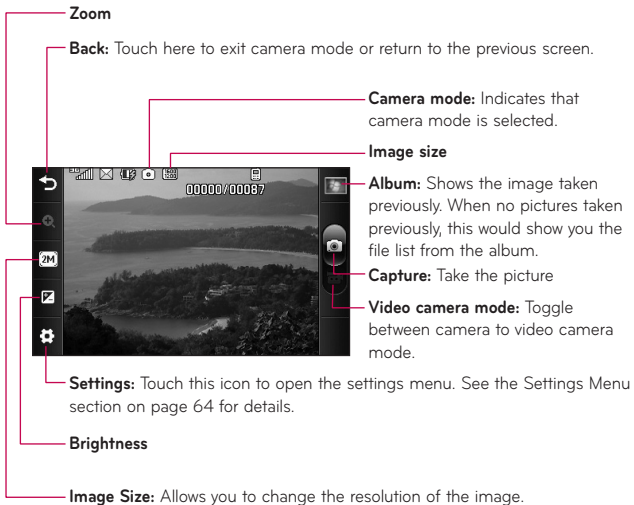 Zoom
Back: Touch here to exit camera mode or return to the previous screen.
Camera mode: Indicates that
camera mode is selected.
Image size
Album: Shows the image taken
previously. When no pictures taken
previously, this would show you the
file list from the album.
Capture: Take the picture
Video camera mode: Toggle
between camera to video camera
mode.
3G
00000/00087
2M
Settings: Touch this icon to open the settings menu. See the Settings Menu
section on page 64 for details.
Brightness
Image Size: Allows you to change the resolution of the image.